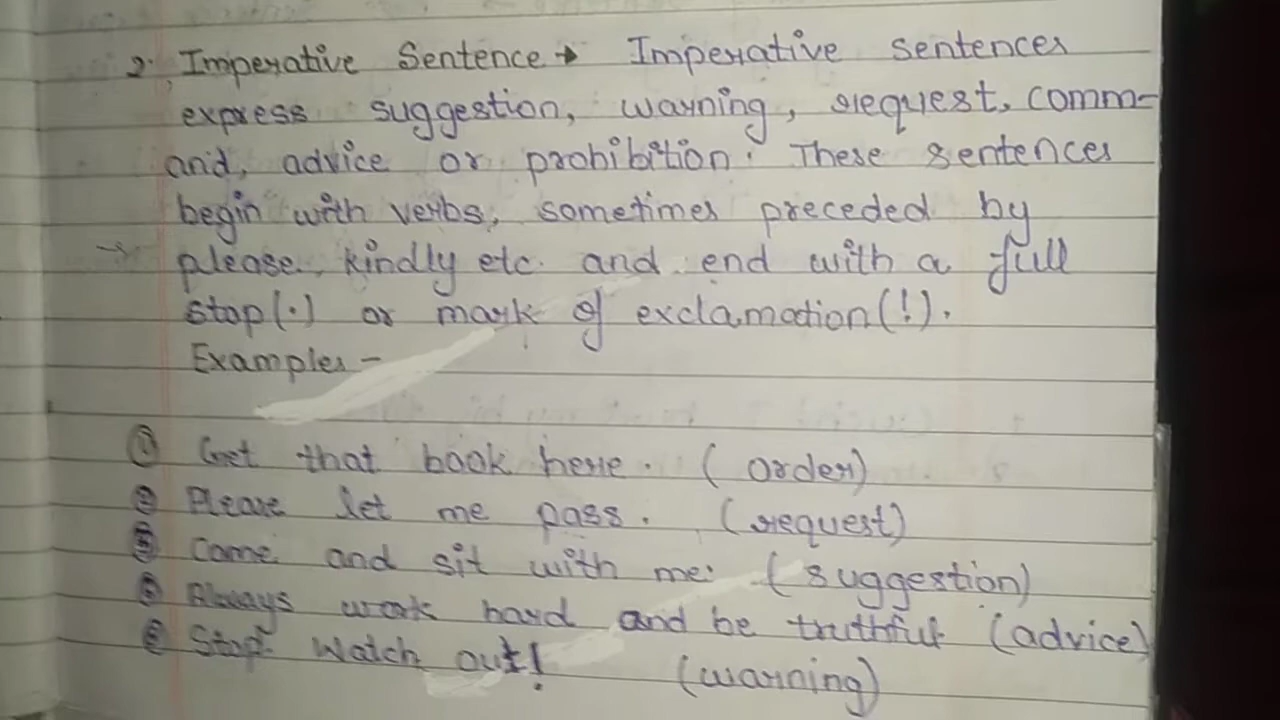 2. Imperative Sentence → Imperative sentences
express suggestion, warning, request, comm-
and, advice or prohibition. These sentences
begin with verbs, sometimes preceded by
→ please, kindly etc. and end with a full
stop(.) or mark of exclamation(!).
Examples -
① Get that book here. (order)
② Please let me pass. (request)
③ Come and sit with me. (suggestion)
Always work hard and be truthful (advice)
⑤ Stop. Watch out! (warning)